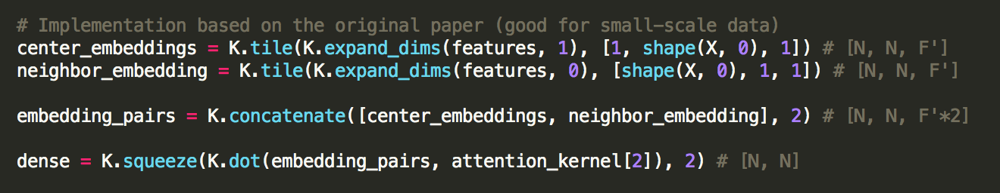 # Implementation based on the original paper (good for small-scale data)
center_embeddings = K.tile(K.expand_dims(features, 1), [1, shape(X, 0), 1]) # [N, N, F']
neighbor_embedding = K.tile(K.expand_dims(features, 0), [shape(X, 0), 1, 1]) # [N, N, F']
embedding_pairs = K.concatenate([center_embeddings, neighbor_embedding], 2) # [N, N, F'*2]
dense = K.squeeze(K.dot(embedding_pairs, attention_kernel[2]), 2) # [N, N]